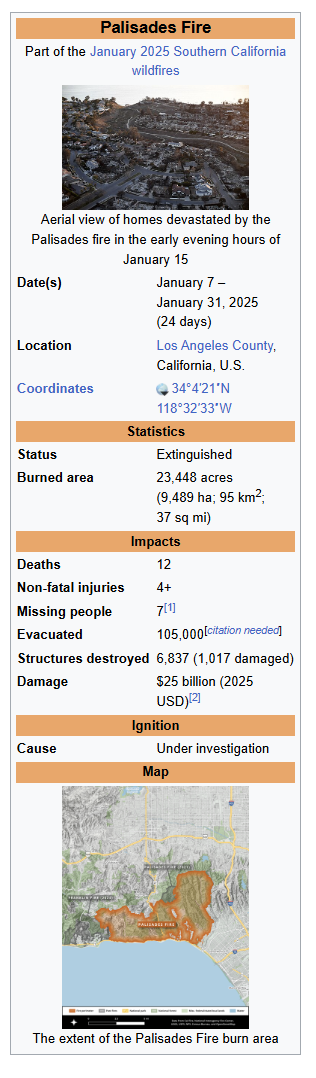 Palisades Fire
Part of the January 2025 Southern California
wildfires
Aerial view of homes devastated by the
Palisades fire in the early evening hours of
January 15
Date(s) January 7 –
January 31, 2025
(24 days)
Location Los Angeles County,
California, U.S.
Coordinates 34°4′21″N
118°32′33″W
Statistics
Status Extinguished
Burned area 23,448 acres
(9,489 ha; 95 km2;
37 sq mi)
Impacts
Deaths 12
Non-fatal injuries 4+
Missing people 7[1]
Evacuated 105,000[citation needed]
Structures destroyed 6,837 (1,017 damaged)
Damage $25 billion (2025
USD)[2]
Ignition
Cause Under investigation
Map
PALISADES FIRE
The extent of the Palisades Fire burn area